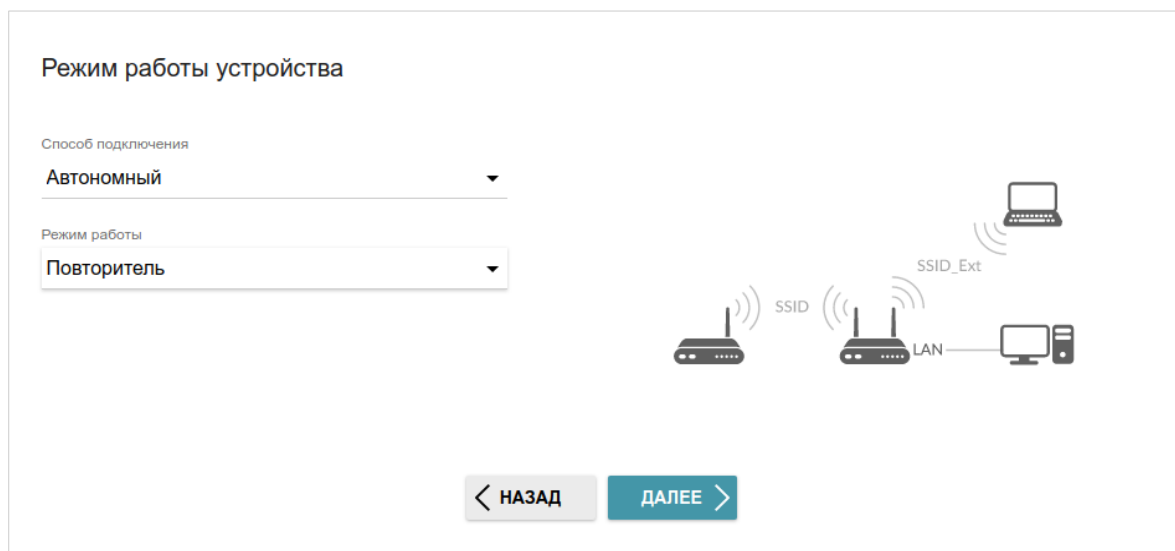 Режим работы устройства
Способ подключения
Автономный
Режим работы
Повторитель
SSID_Ext
SSID
LAN
НАЗАД
ДАЛЕЕ